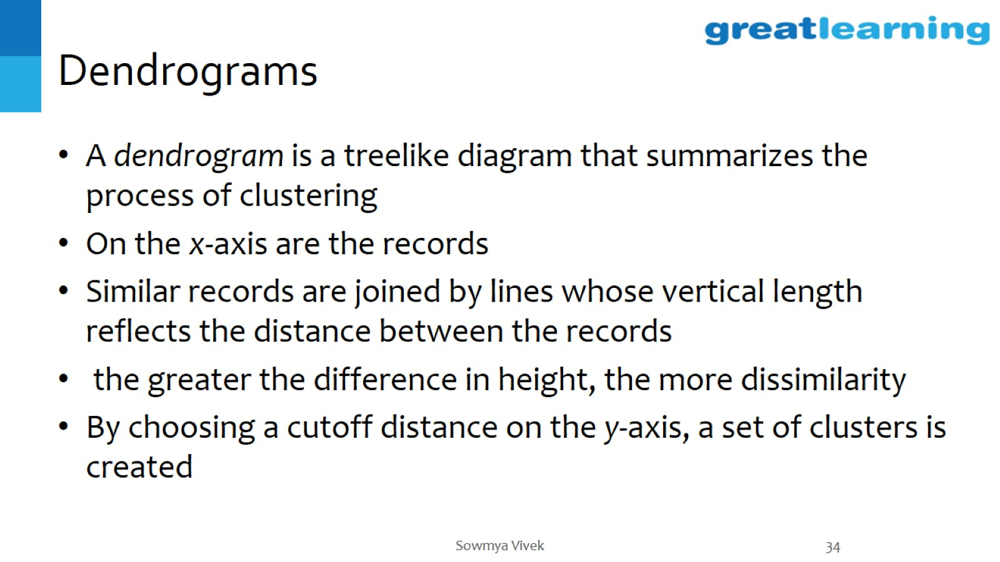 greatlearning
Dendrograms
• A dendrogram is a treelike diagram that summarizes the
process of clustering
• On the x-axis are the records
• Similar records are joined by lines whose vertical length
reflects the distance between the records
• the greater the difference in height, the more dissimilarity
• By choosing a cutoff distance on the y-axis, a set of clusters is
created
Sowmya Vivek
34